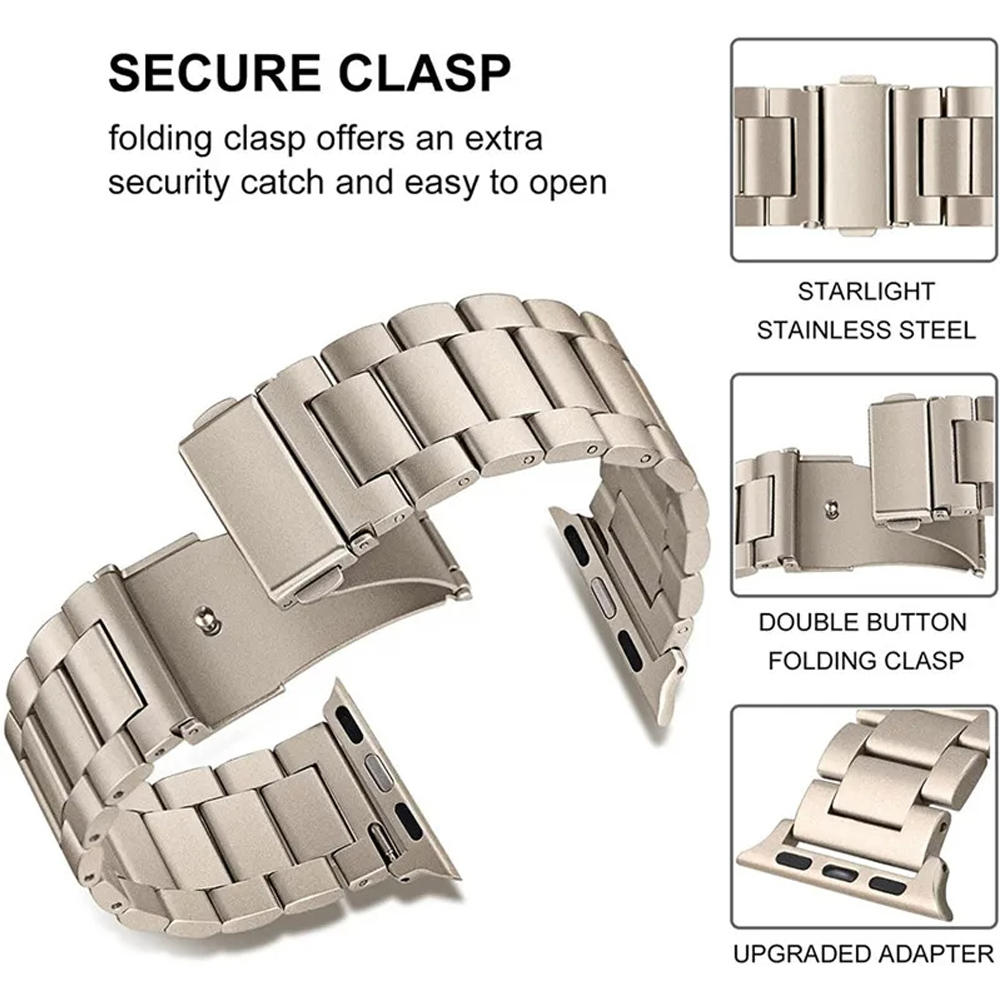 SECURE CLASP
folding clasp offers an extra
security catch and easy to open
STARLIGHT
STAINLESS STEEL
DOUBLE BUTTON
FOLDING CLASP
UPGRADED ADAPTER